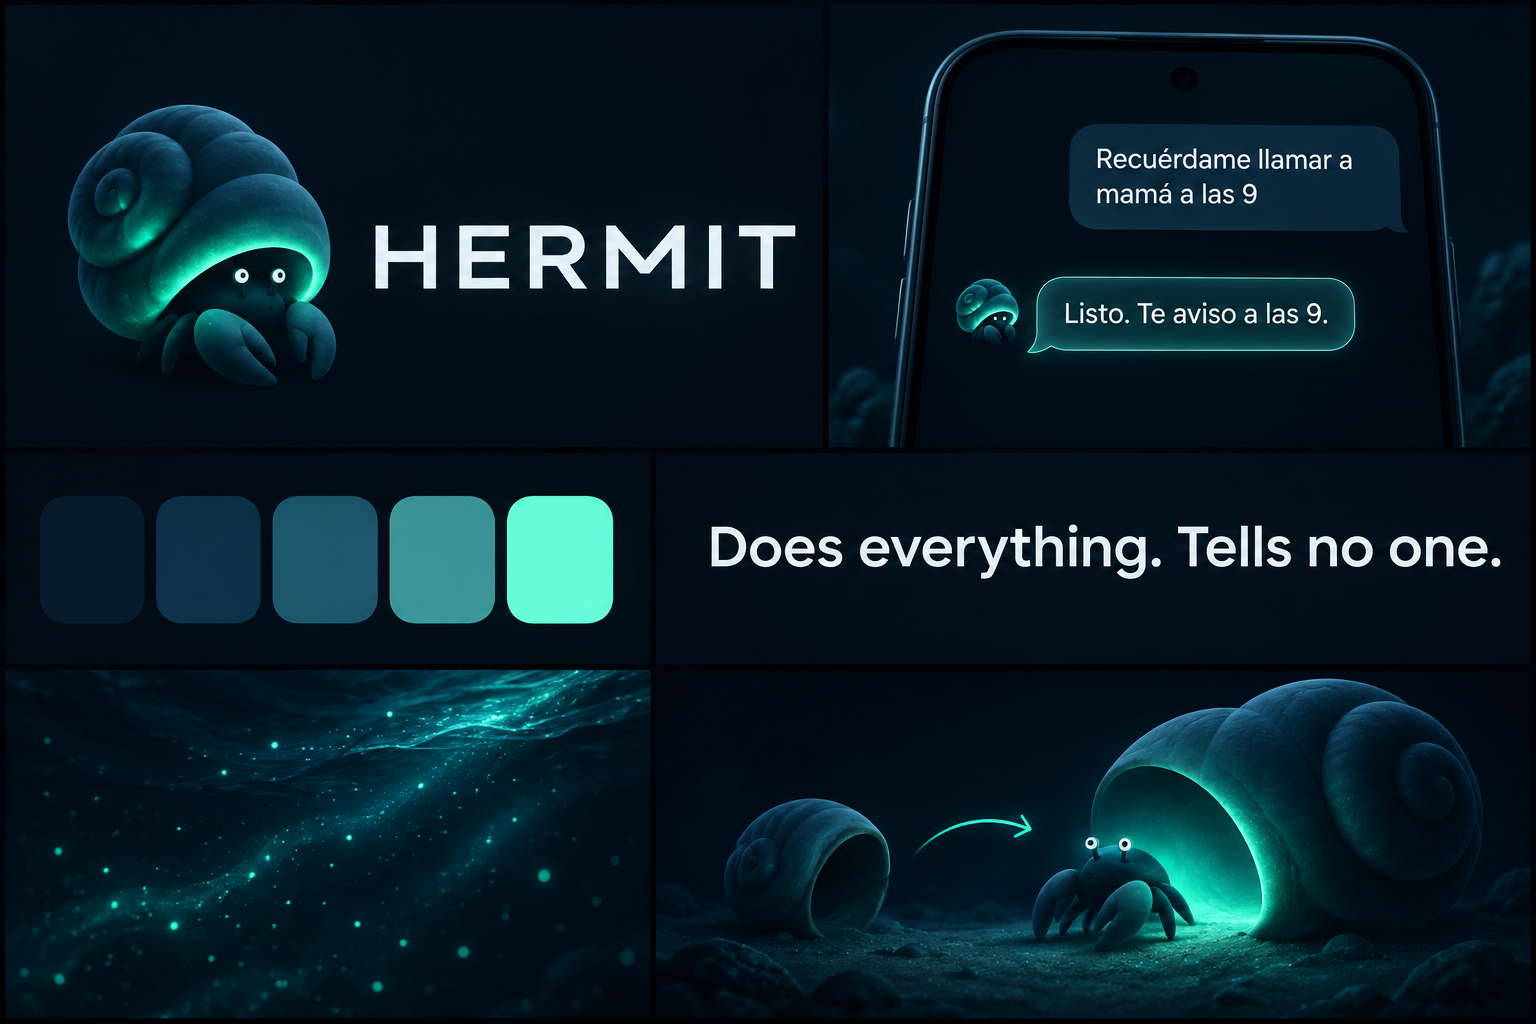 HERMIT
Recuérdame llamar a
mamá a las 9
Listo. Te aviso a las 9.
Does everything. Tells no one.